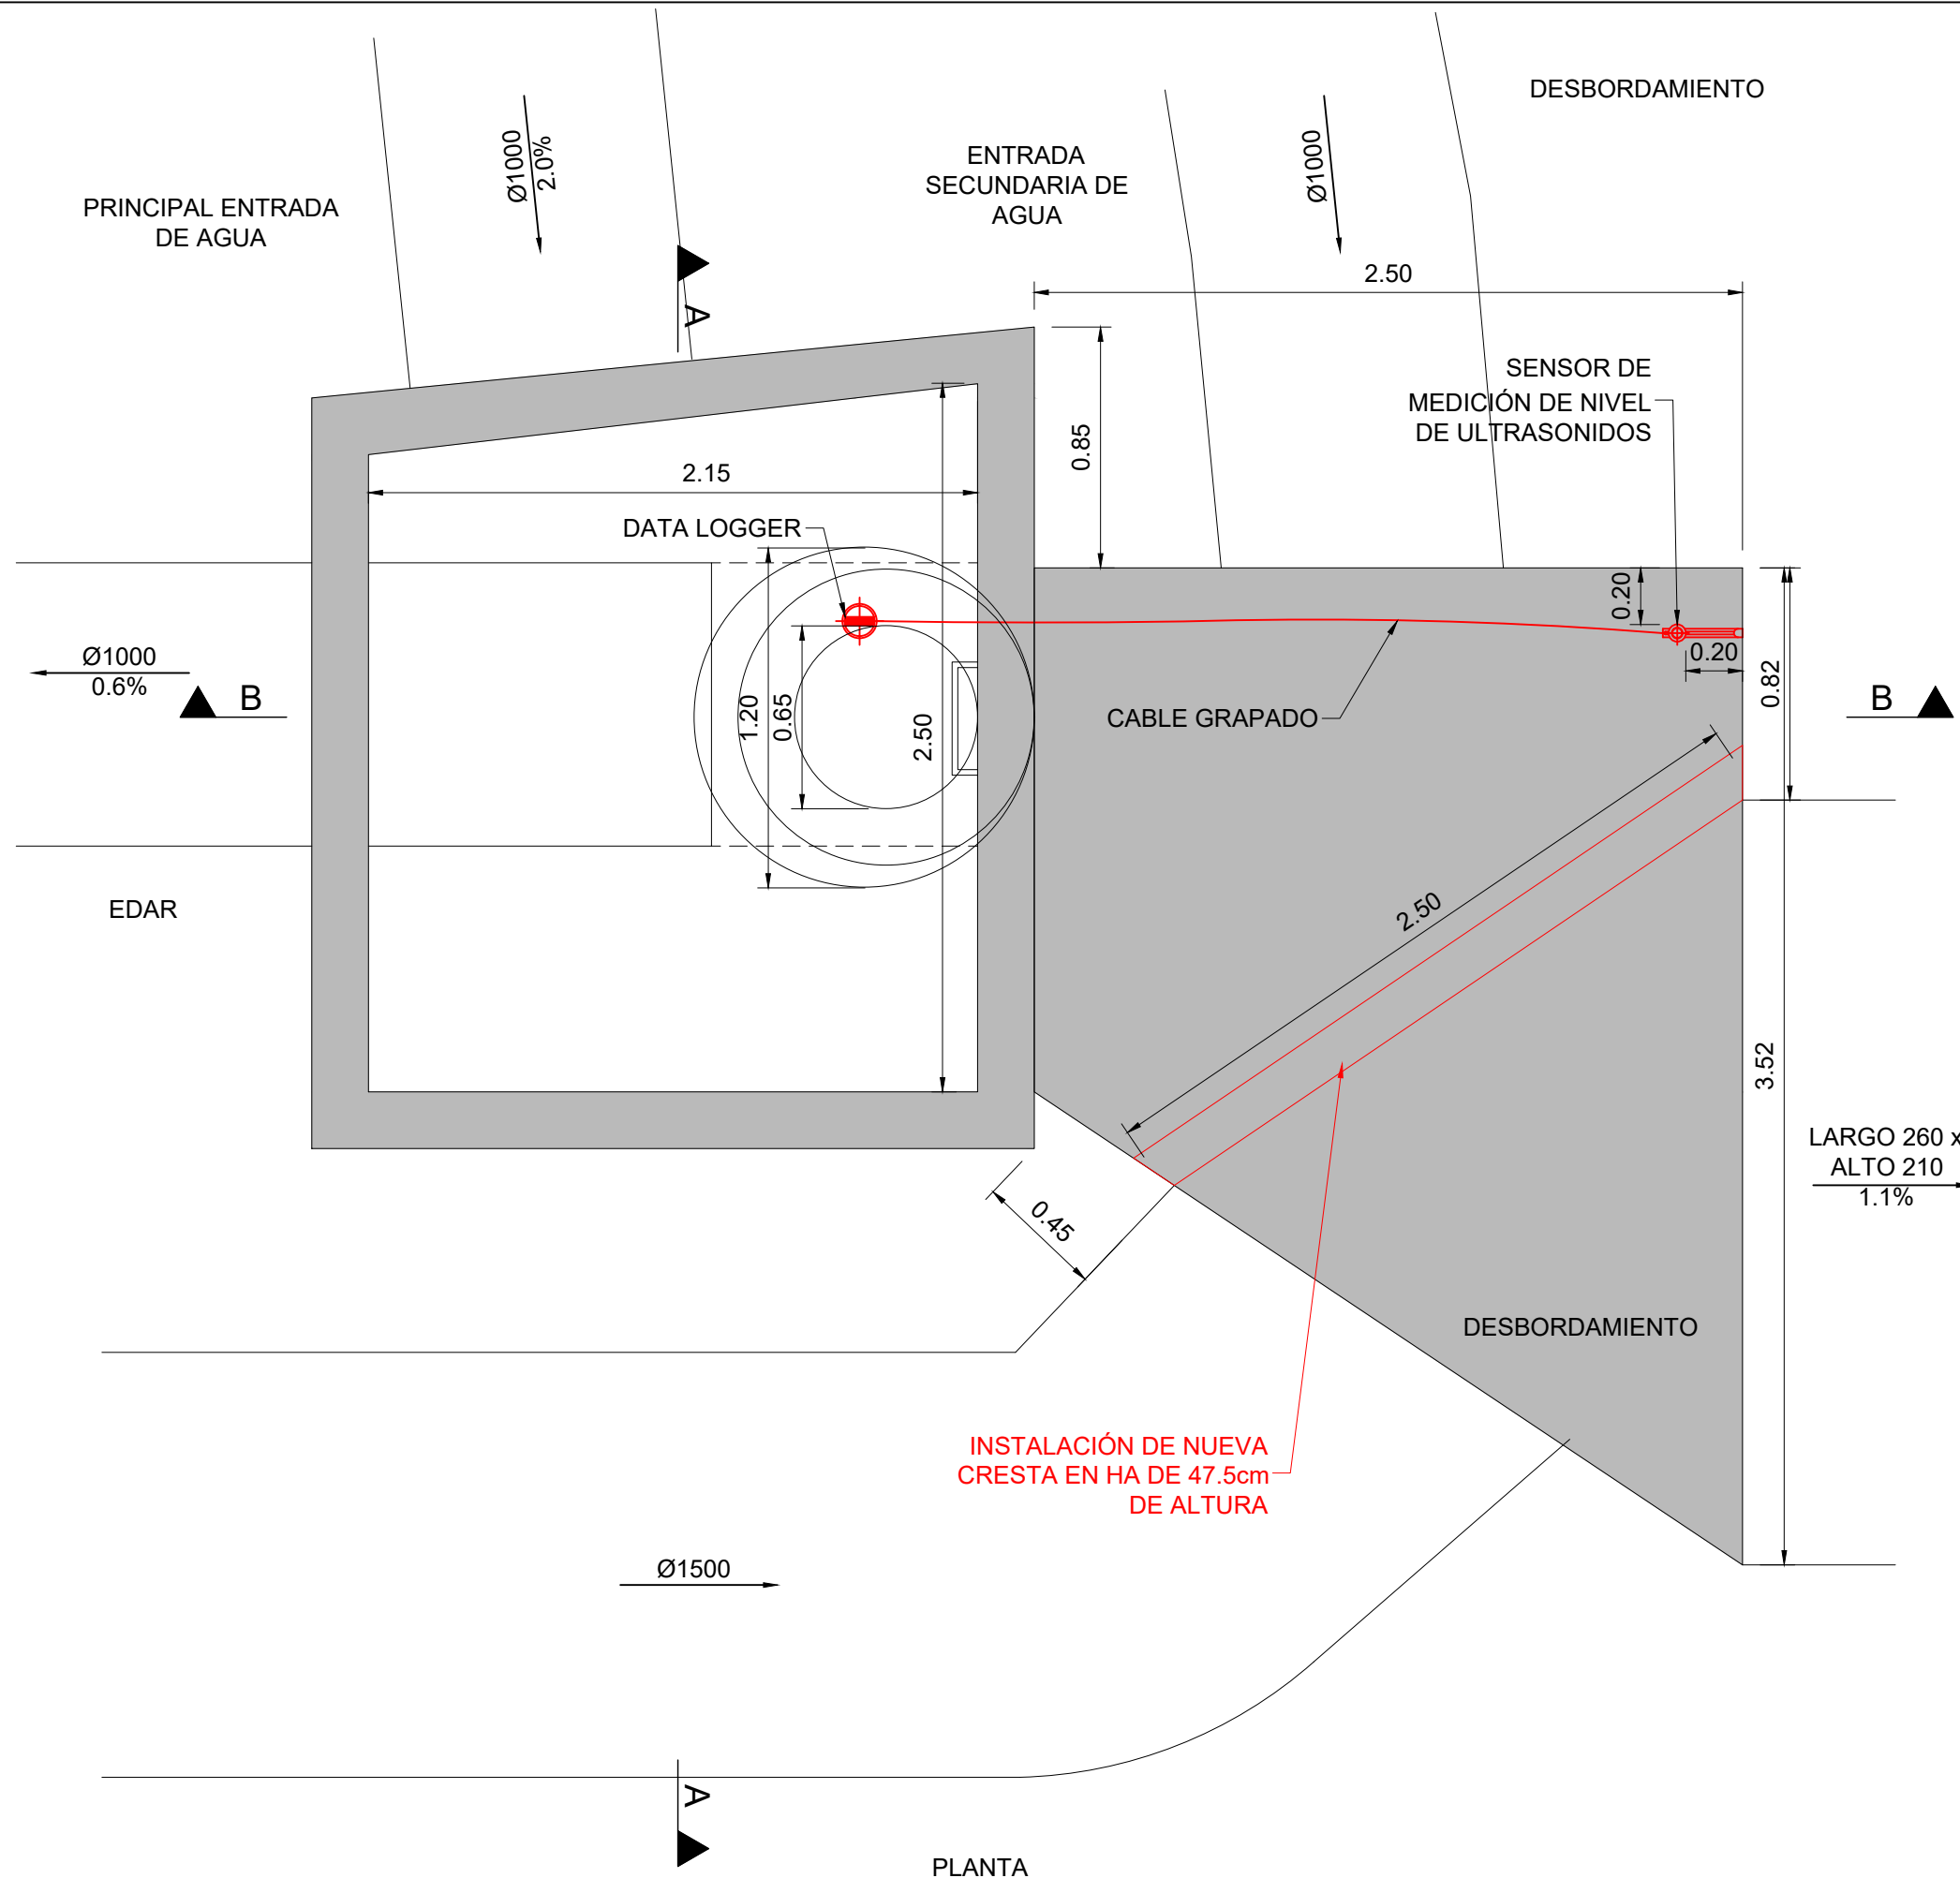 DESBORDAMIENTO
Ø1000
2.0%
ENTRADA
SECUNDARIA DE
AGUA
Ø1000
PRINCIPAL ENTRADA
DE AGUA
2.50
A
SENSOR DE
MEDICIÓN DE NIVEL
DE ULTRASONIDOS
0.85
2.15
DATA LOGGER
0.20
Ø1000
0.6%
B
1.20
0.65
2.50
CABLE GRAPADO
0.20
0.82
B
EDAR
2.50
3.52
LARGO 260 x
ALTO 210
1.1%
0.45
DESBORDAMIENTO
INSTALACIÓN DE NUEVA
CRESTA EN HA DE 47.5cm
DE ALTURA
Ø1500
A
PLANTA